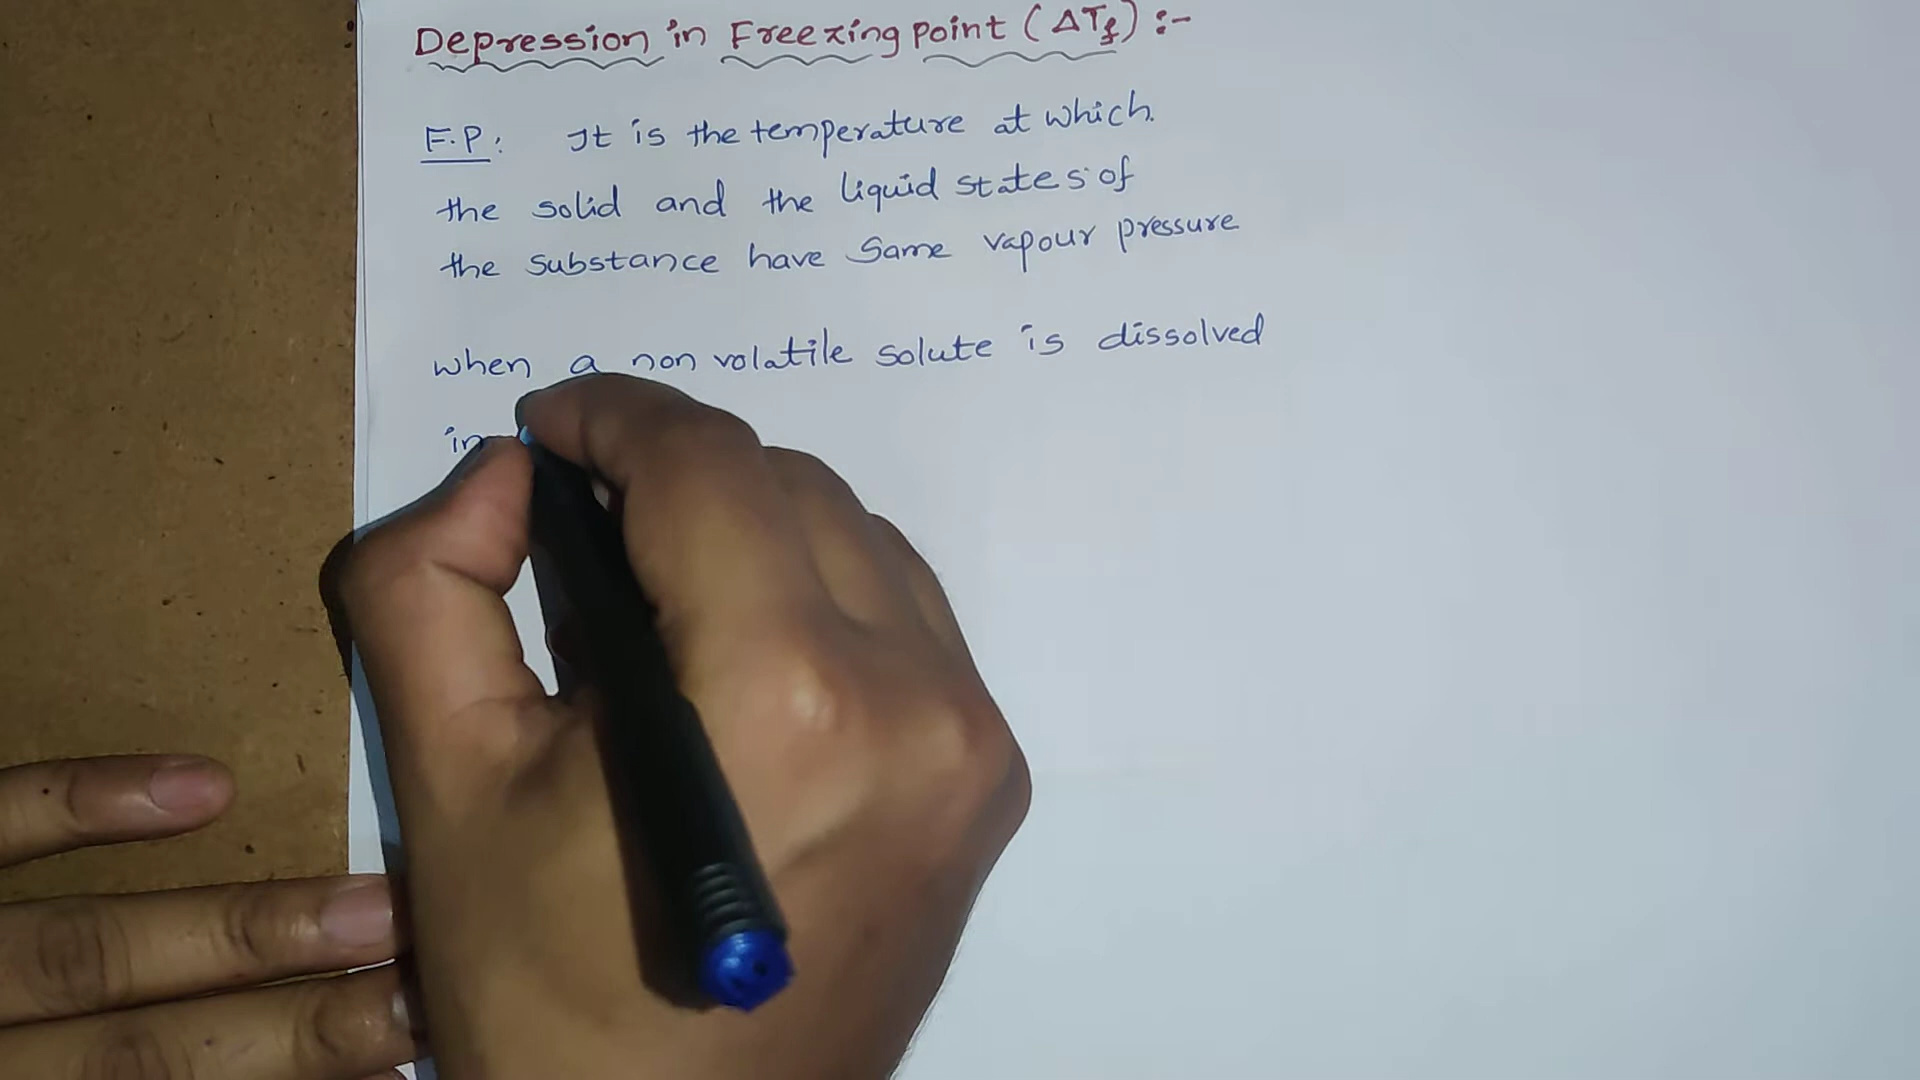 Depression in Freezing point (ΔTf) :-
F.P: It is the temperature at which
the solid and the liquid states of
the substance have same vapour pressure
when a non volatile solute is dissolved
in